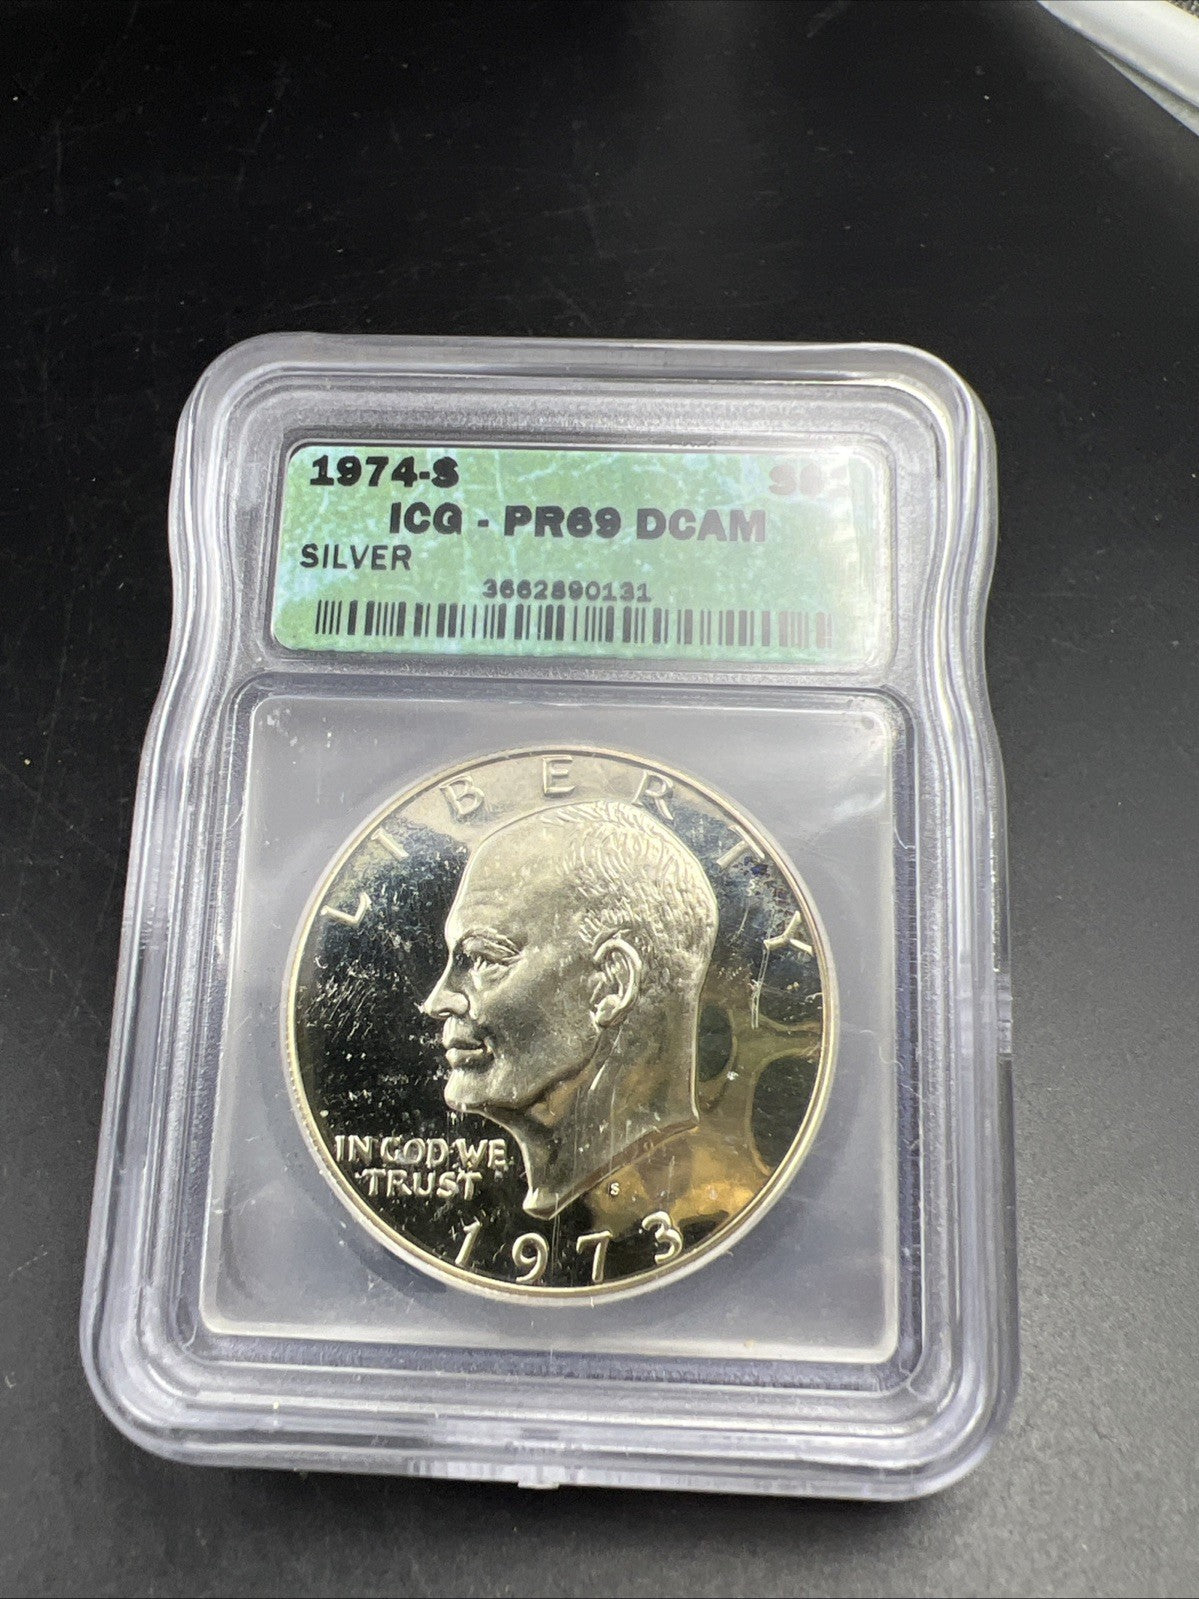 1974-S
ICG - PR69 DCAM
SILVER
3662890131
LIBERTY
IN GOD WE
TRUST
S
1973